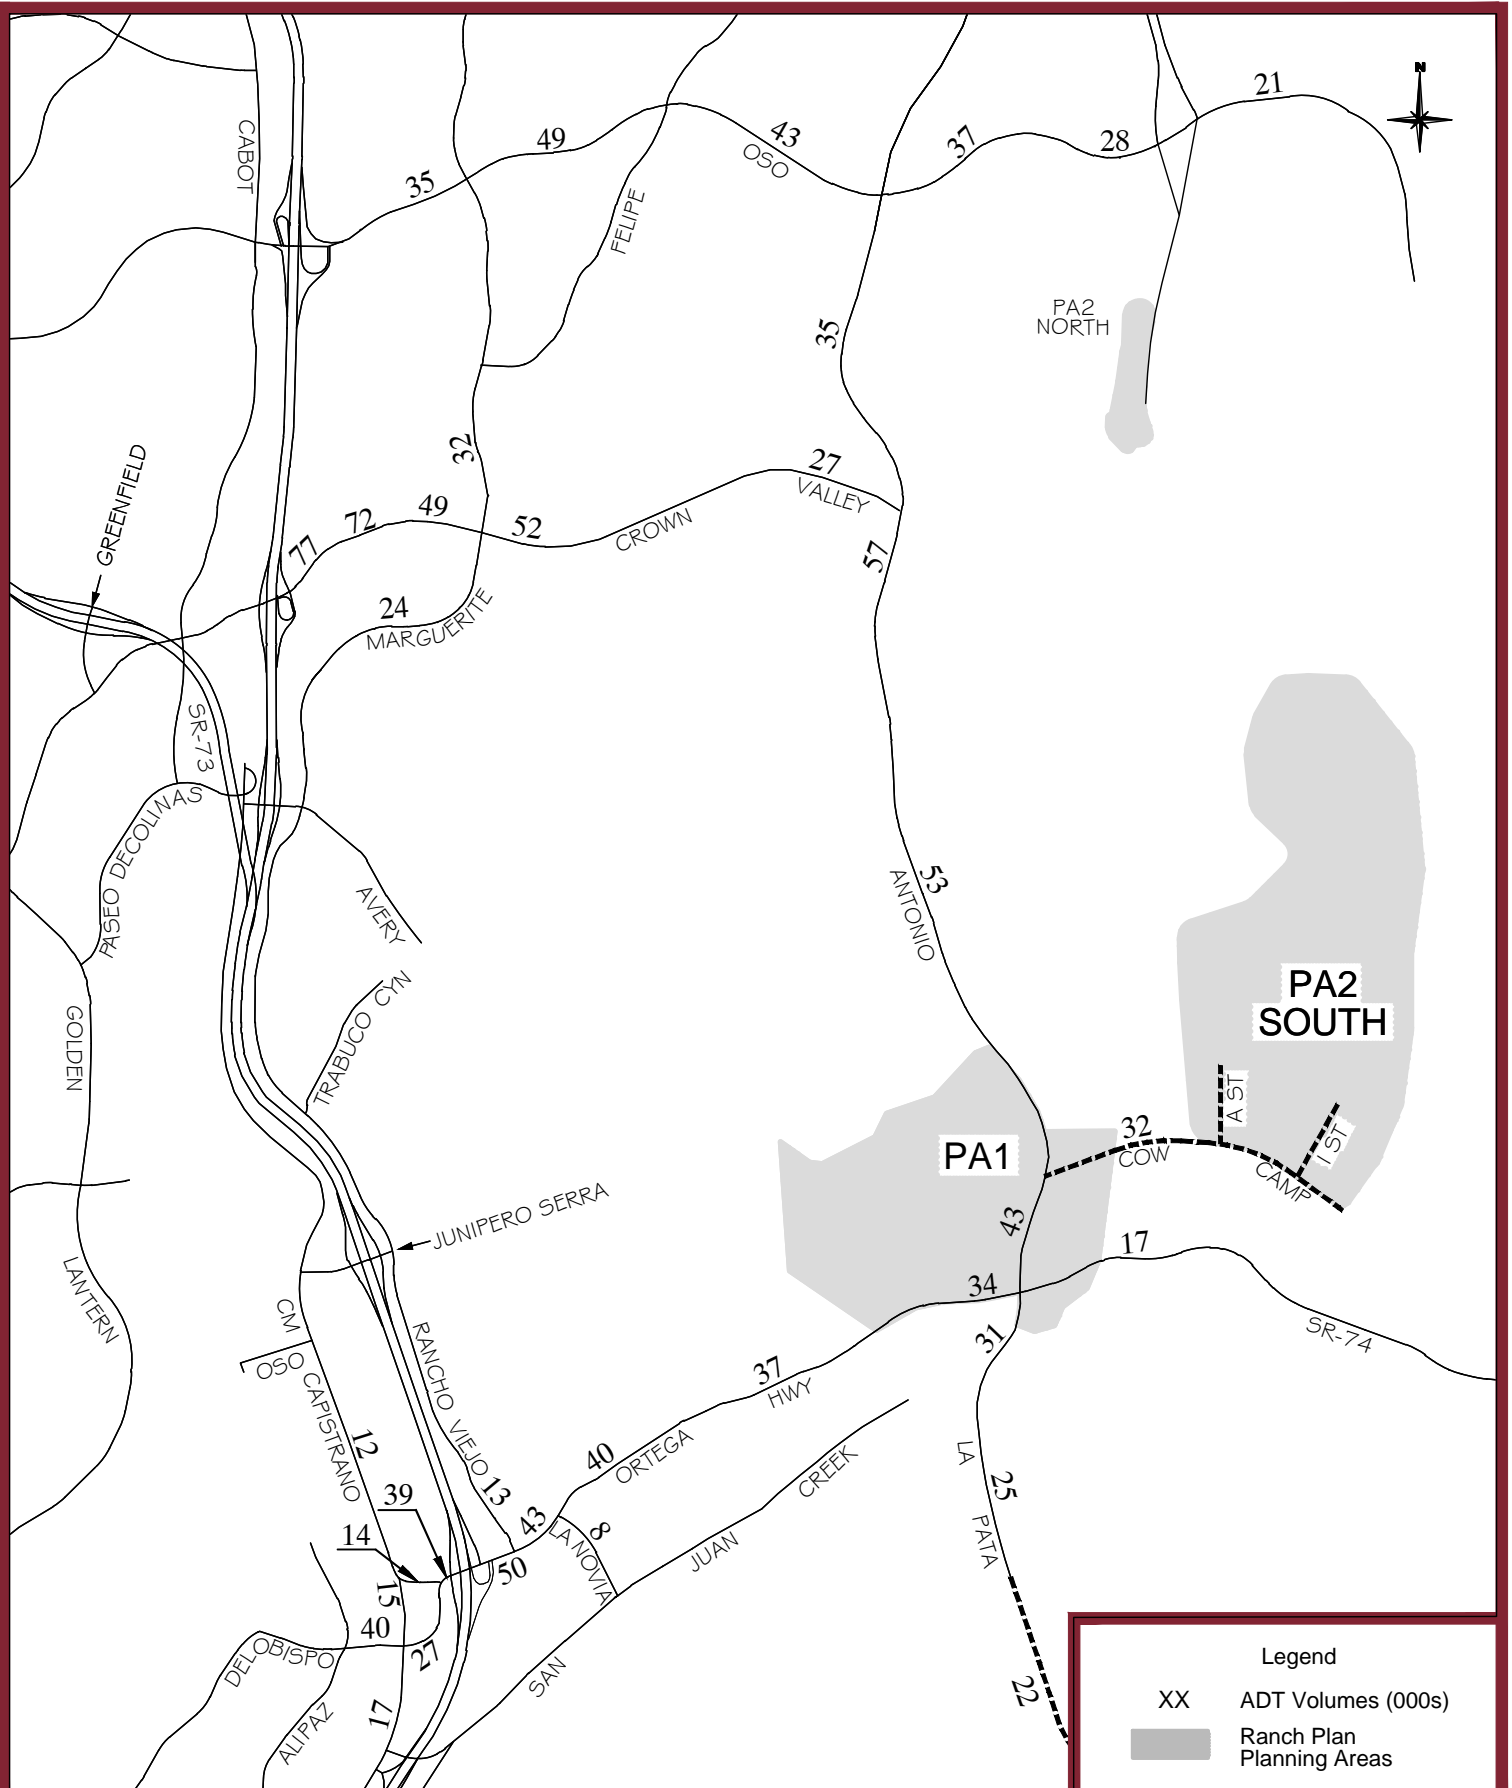 N
21
CABOT
49
43
OSO
37
28
35
FELIPE
PA2
NORTH
35
32
GREENFIELD
27
VALLEY
49
72
52
CROWN
77
57
24
MARGUERITE
SR-73
PASEO DECOLINAS
53
ANTONIO
AVERY
PA2
SOUTH
TRABUCO CYN
GOLDEN
A ST
I ST
32
COW
CAMP
PA1
JUNIPERO SERRA
43
17
34
LANTERN
CM
OSO
CAPISTRANO
RANCHO VIEJO
31
SR-74
37
HWY
12
40
ORTEGA
LA
CREEK
39
13
25
43
8
14
LA NOVIA
JUAN
PATA
50
15
40
27
DEL OBISPO
SAN
22
17
ALIPAZ
Legend
XX ADT Volumes (000s)
Ranch Plan
Planning Areas